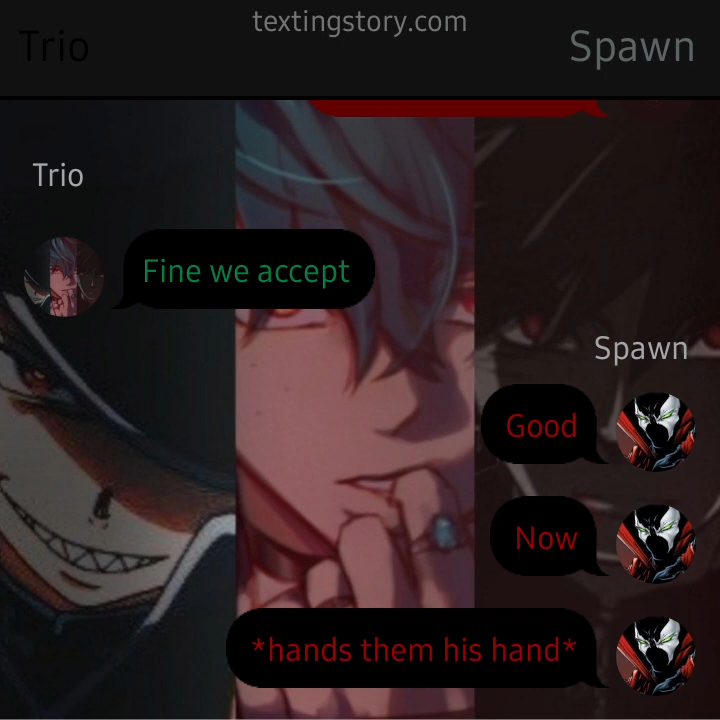 textingstory.com
Trio
Spawn
Trio
Fine we accept
Spawn
Good
Now
*hands them his hand*